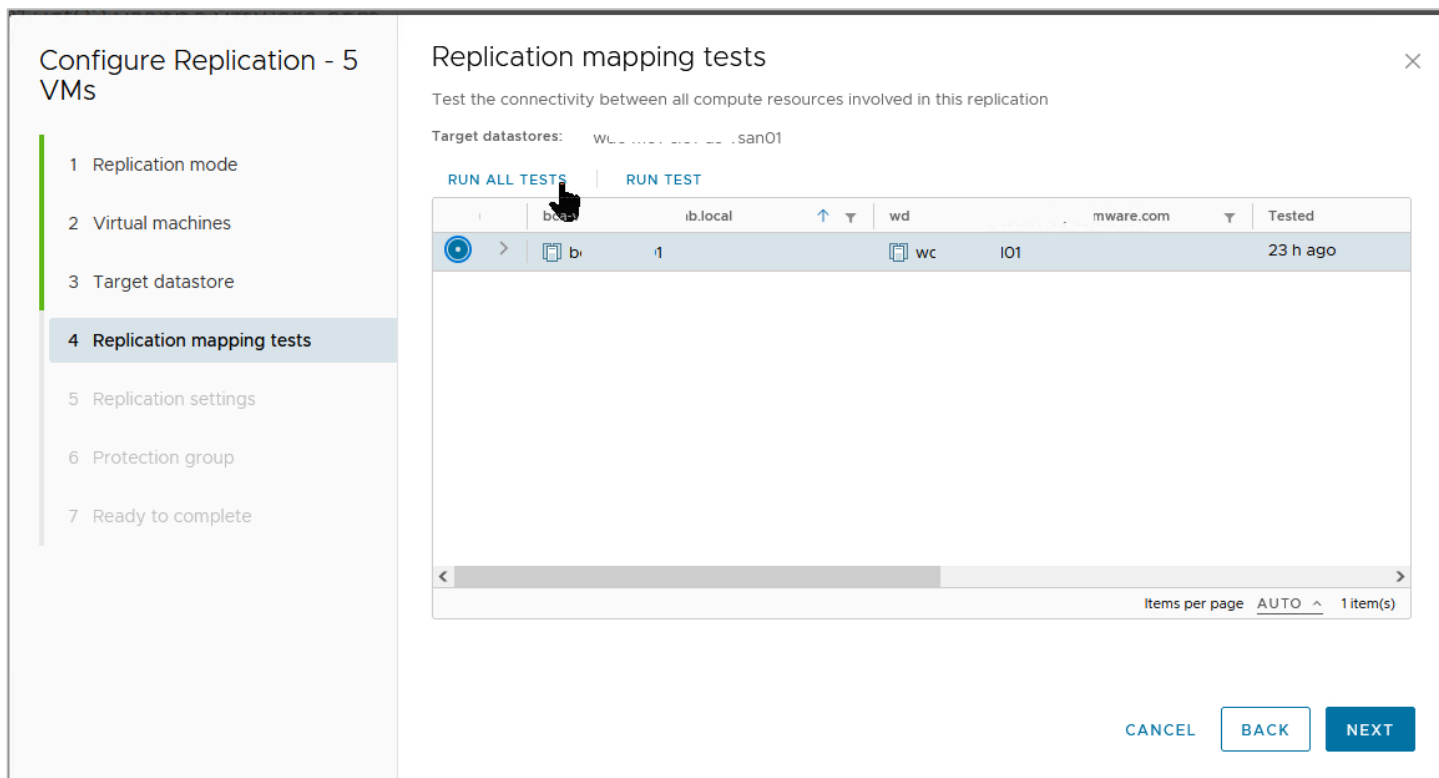 Configure Replication - 5
VMs
1 Replication mode
2 Virtual machines
3 Target datastore
4 Replication mapping tests
5 Replication settings
6 Protection group
7 Ready to complete
Replication mapping tests
Test the connectivity between all compute resources involved in this replication
Target datastores: san01
RUN ALL TESTS RUN TEST
b.local wd mware.com Tested
23 h ago
Items per page AUTO 1 item(s)
CANCEL BACK NEXT